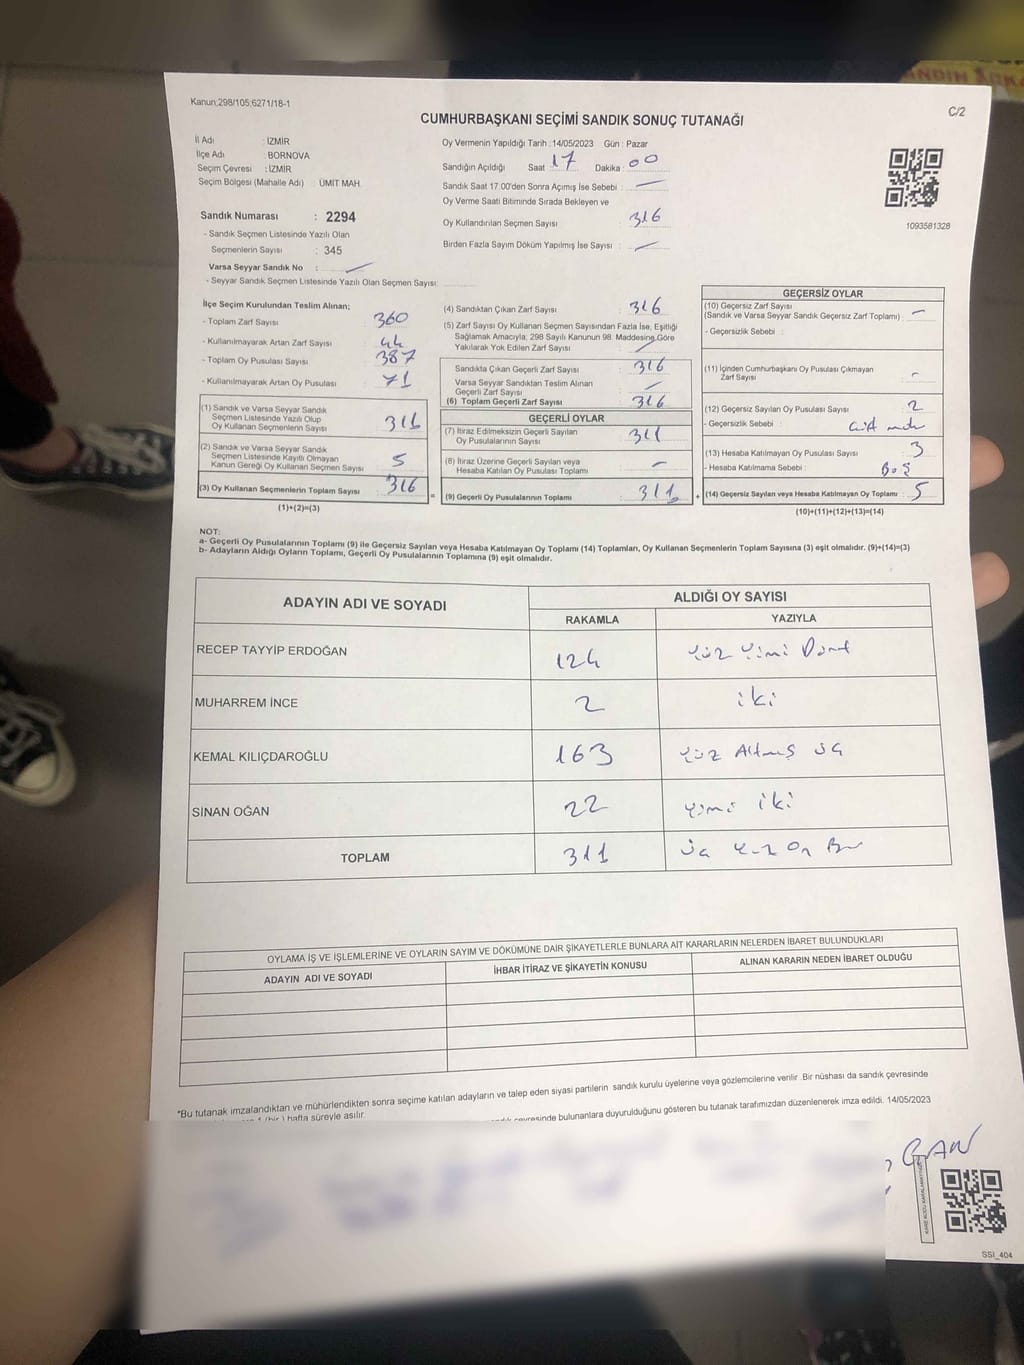 ANDIK ARKA
Kanun;298/105;6271/18-1
C/2
CUMHURBAŞKANI SEÇİMİ SANDIK SONUÇ TUTANAĞI
İl Adı : İZMİR
İlçe Adı : BORNOVA
Seçim Çevresi : İZMİR
Seçim Bölgesi (Mahalle Adı) : ÜMİT MAH.
Sandık Numarası : 2294
- Sandık Seçmen Listesinde Yazılı Olan
Seçmenlerin Sayısı : 345
Varsa Seyyar Sandık No : —
- Seyyar Sandık Seçmen Listesinde Yazılı Olan Seçmen Sayısı:
Oy Vermenin Yapıldığı Tarih :14/05/2023 Gün : Pazar
Sandığın Açıldığı Saat : 17 Dakika : 00
Sandık Saat 17.00'den Sonra Açımış İse Sebebi : —
Oy Verme Saati Bitiminde Sırada Bekleyen ve
Oy Kullandırılan Seçmen Sayısı : 316
Birden Fazla Sayım Döküm Yapılmış İse Sayısı : —
1093581328
İlçe Seçim Kurulundan Teslim Alınan;
- Toplam Zarf Sayısı : 360
- Kullanılmayarak Artan Zarf Sayısı : 44
- Toplam Oy Pusulası Sayısı : 387
- Kullanılmayarak Artan Oy Pusulası : 71
(1) Sandık ve Varsa Seyyar Sandık
Seçmen Listesinde Yazılı Olup
Oy Kullanan Seçmenlerin Sayısı : 311
(2) Sandık ve Varsa Seyyar Sandık
Seçmen Listesinde Kayıtlı Olmayan
Kanun Gereği Oy Kullanan Seçmen Sayısı : 5
(3) Oy Kullanan Seçmenlerin Toplam Sayısı : 316
(1)+(2)=(3)
(4) Sandıktan Çıkan Zarf Sayısı : 316
(5) Zarf Sayısı Oy Kullanan Seçmen Sayısından Fazla İse, Eşitliği
Sağlamak Amacıyla; 298 Sayılı Kanunun 98. Maddesine Göre
Yakılarak Yok Edilen Zarf Sayısı : —
Sandıkta Çıkan Geçerli Zarf Sayısı : 316
Varsa Seyyar Sandıktan Teslim Alınan
Geçerli Zarf Sayısı : —
(6) Toplam Geçerli Zarf Sayısı : 316
GEÇERLİ OYLAR
(7) İtiraz Edilmeksizin Geçerli Sayılan
Oy Pusulalarının Sayısı : 311
(8) İtiraz Üzerine Geçerli Sayılan veya
Hesaba Katılan Oy Pusulası Toplamı : —
= (9) Geçerli Oy Pusulalarının Toplamı : 311 +
GEÇERSİZ OYLAR
(10) Geçersiz Zarf Sayısı
(Sandık ve Varsa Seyyar Sandık Geçersiz Zarf Toplamı) : —
- Geçersizlik Sebebi :
(11) İçinden Cumhurbaşkanı Oy Pusulası Çıkmayan
Zarf Sayısı : -
(12) Geçersiz Sayılan Oy Pusulası Sayısı : 2
- Geçersizlik Sebebi :
(13) Hesaba Katılmayan Oy Pusulası Sayısı : 3
- Hesaba Katılmama Sebebi : Boş
(14) Geçersiz Sayılan veya Hesaba Katılmayan Oy Toplamı : 5
(10)+(11)+(12)+(13)=(14)
NOT:
a- Geçerli Oy Pusulalarının Toplamı (9) ile Geçersiz Sayılan veya Hesaba Katılmayan Oy Toplamı (14) Toplamları, Oy Kullanan Seçmenlerin Toplam Sayısına (3) eşit olmalıdır. (9)+(14)=(3)
b- Adayların Aldığı Oyların Toplamı, Geçerli Oy Pusulalarının Toplamına (9) eşit olmalıdır.
ADAYIN ADI VE SOYADI ALDIĞI OY SAYISI
RAKAMLA YAZIYLA
RECEP TAYYİP ERDOĞAN 124 Yüz Yirmi Dört
MUHARREM İNCE 2 iki
KEMAL KILIÇDAROĞLU 163 Yüz Altmış üç
SİNAN OĞAN 22 Yirmi iki
TOPLAM 311 üç Yüz On Bir
OYLAMA İŞ VE İŞLEMLERİNE VE OYLARIN SAYIM VE DÖKÜMÜNE DAİR ŞİKAYETLERLE BUNLARA AİT KARARLARIN NELERDEN İBARET BULUNDUKLARI
ADAYIN ADI VE SOYADI İHBAR İTİRAZ VE ŞİKAYETİN KONUSU ALINAN KARARIN NEDEN İBARET OLDUĞU
*Bu tutanak imzalandıktan ve mühürlendikten sonra seçime katılan adayların ve talep eden siyasi partilerin sandık kurulu üyelerine veya gözlemcilerine verilir .Bir nüshası da sandık çevresinde
(bir ) hafta süreyle asılır.
çevresinde bulunanlara duyurulduğunu gösteren bu tutanak tarafımızdan düzenlenerek imza edildi. 14/05/2023
SSI_404